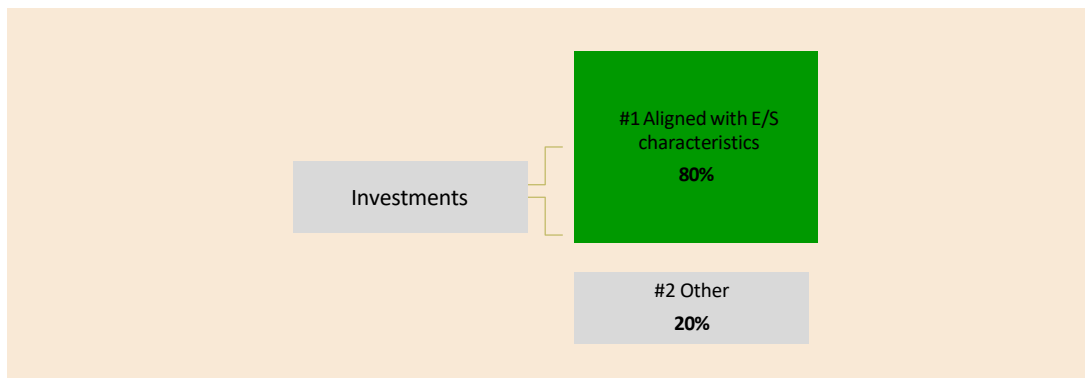 #1 Aligned with E/S
characteristics
80%
Investments
#2 Other
20%